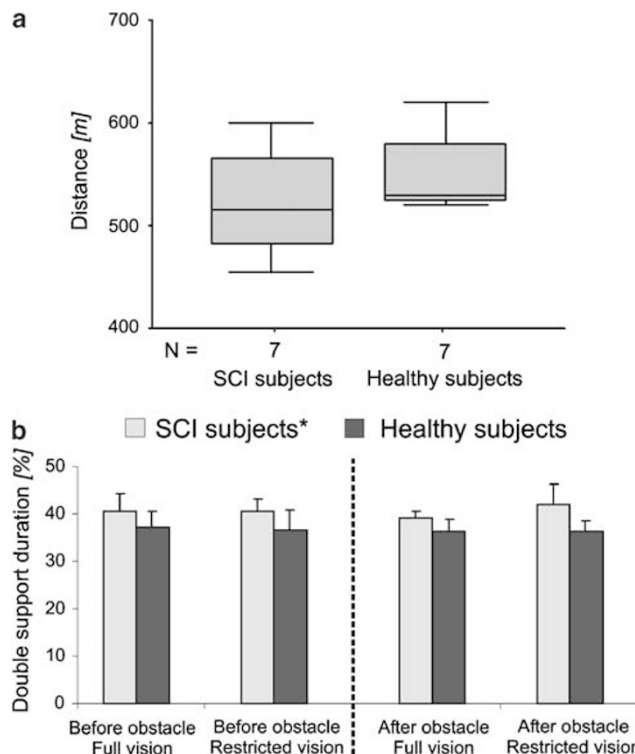 a
700
600
500
400
Distance [m]
N = 7 7
SCI subjects Healthy subjects
b
SCI subjects* Healthy subjects
50
40
30
20
10
0
Double support duration [%]
Before obstacle Before obstacle After obstacle After obstacle
Full vision Restricted vision Full vision Restricted vision